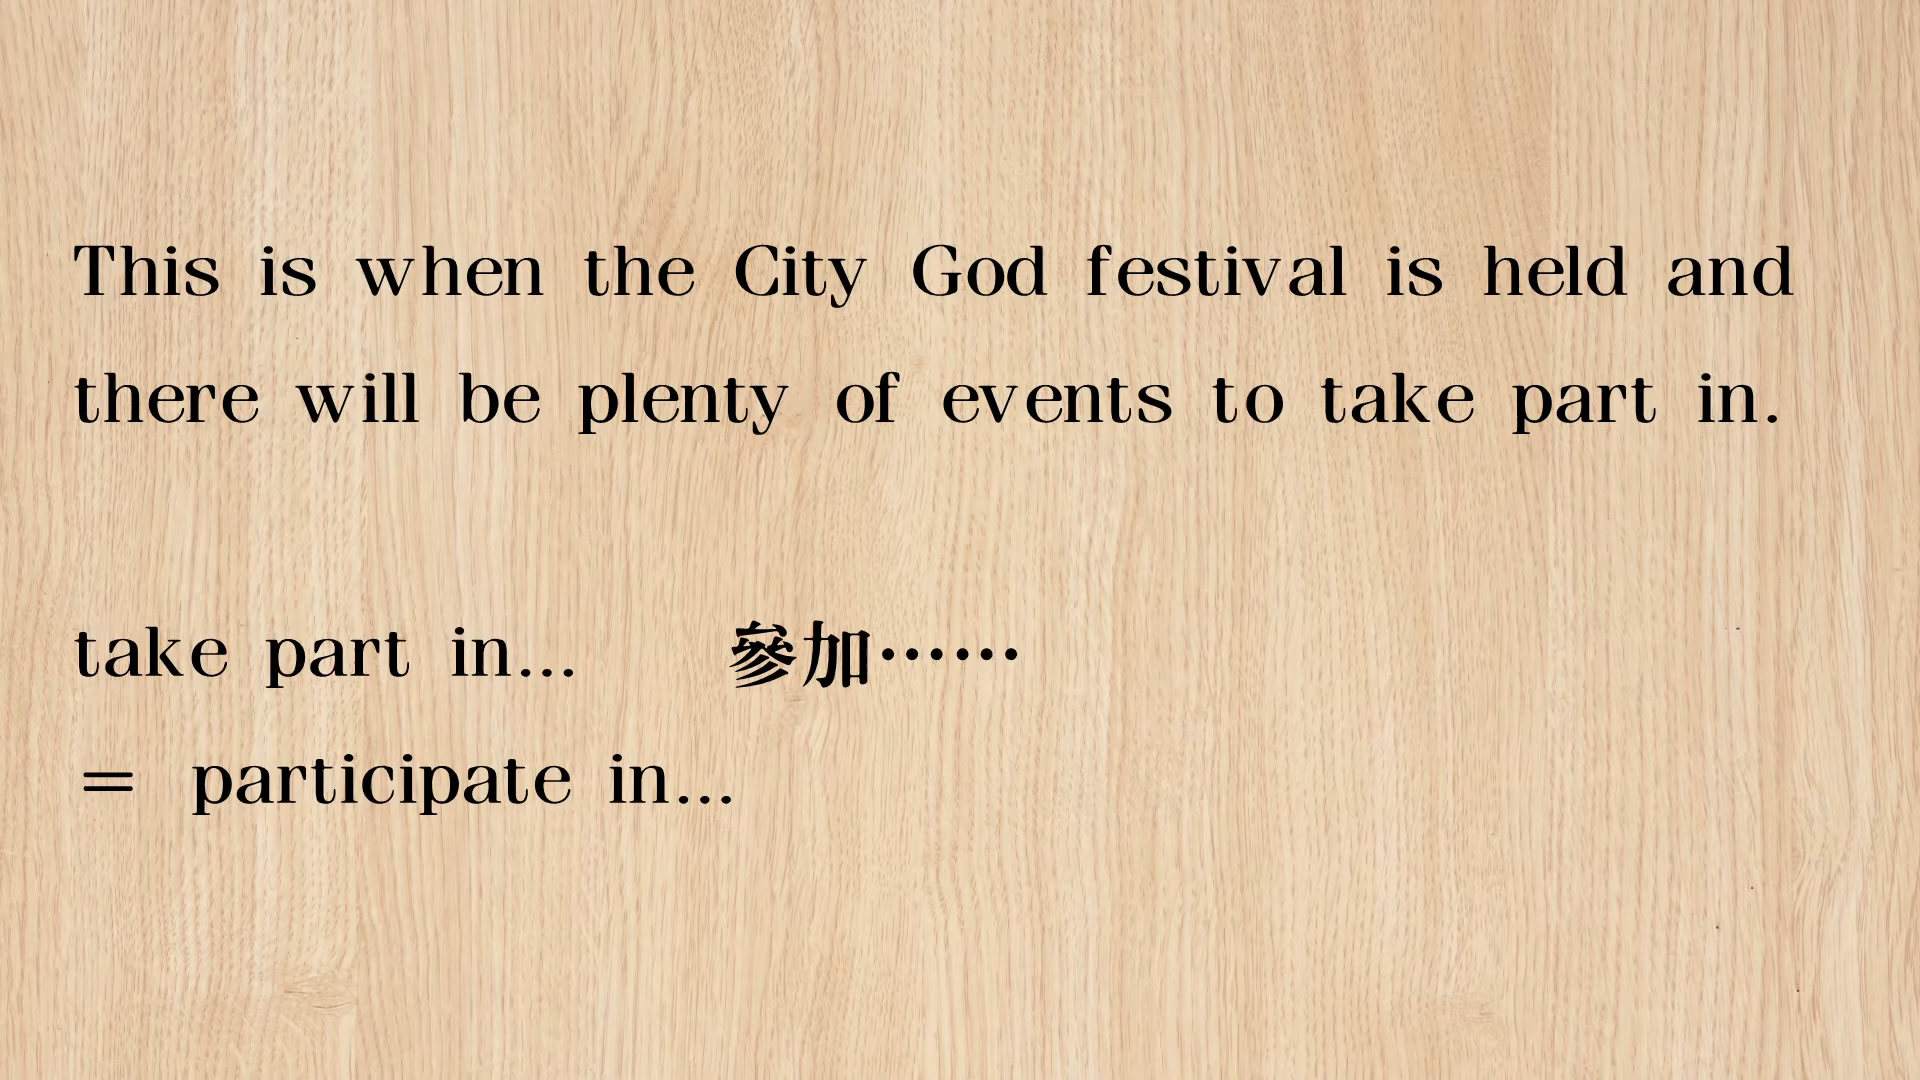 This is when the City God festival is held and
there will be plenty of events to take part in.
take part in... 參加……
= participate in...